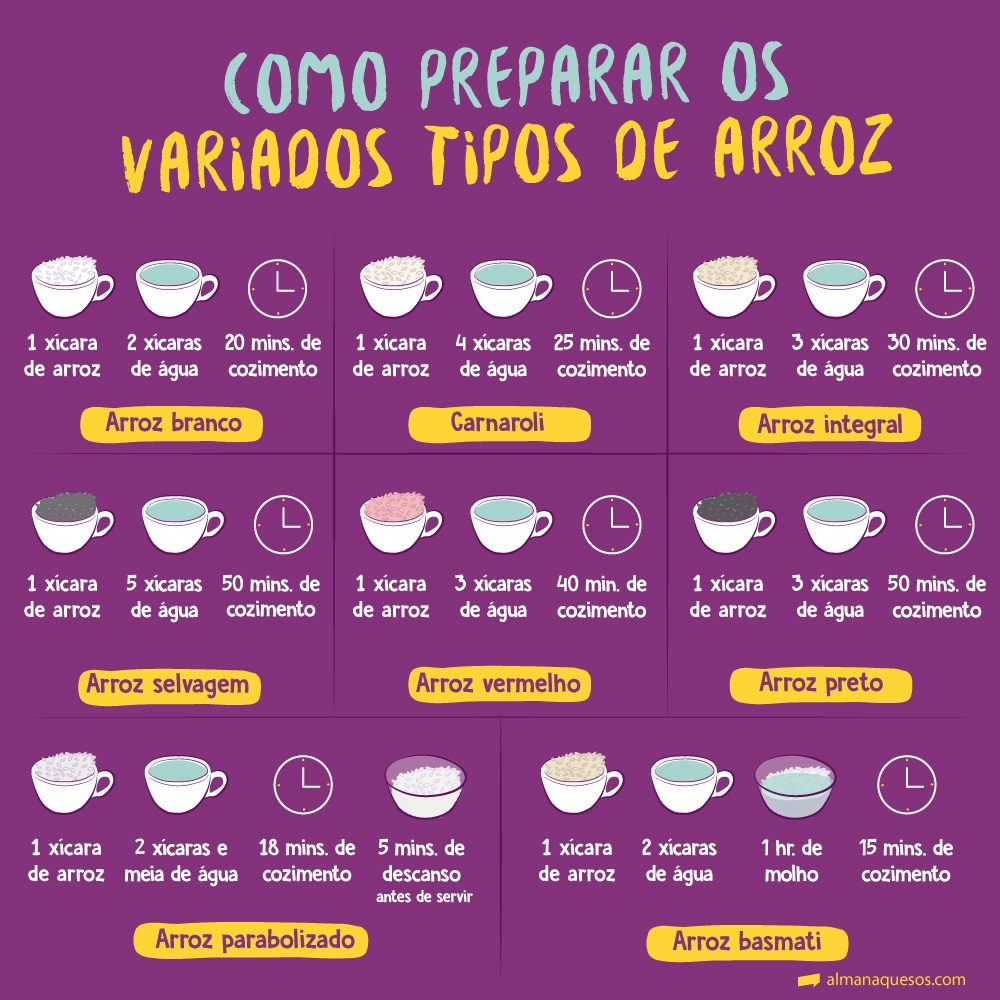 COMO PREPARAR OS
VARIADOS TIPOS DE ARROZ
1 xícara
de arroz
2 xícaras
de água
20 mins. de
cozimento
Arroz branco
1 xícara
de arroz
4 xícaras
de água
25 mins. de
cozimento
Carnaroli
1 xícara
de arroz
3 xícaras
de água
30 mins. de
cozimento
Arroz integral
1 xícara
de arroz
5 xícaras
de água
50 mins. de
cozimento
Arroz selvagem
1 xícara
de arroz
3 xícaras
de água
40 min. de
cozimento
Arroz vermelho
1 xícara
de arroz
3 xícaras
de água
50 mins. de
cozimento
Arroz preto
1 xícara
de arroz
2 xícaras e
meia de água
18 mins. de
cozimento
5 mins. de
descanso
antes de servir
Arroz parabolizado
1 xícara
de arroz
2 xícaras
de água
1 hr. de
molho
15 mins. de
cozimento
Arroz basmati
almanaquesos.com